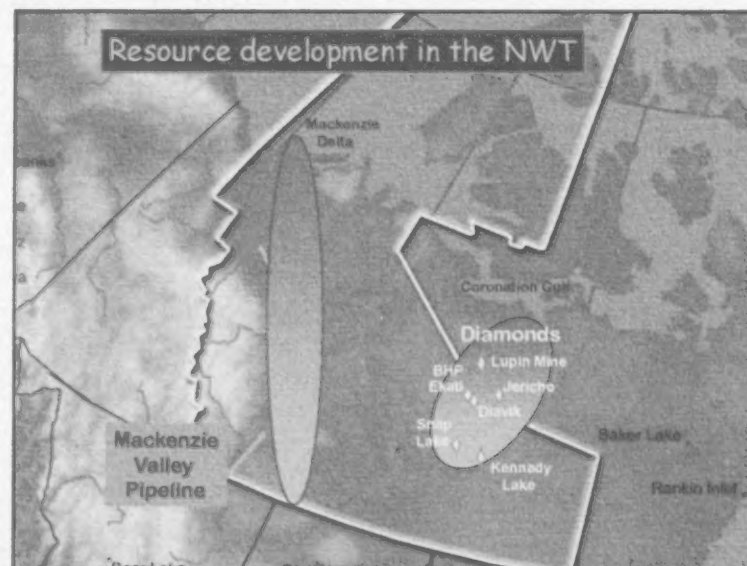 Resource development in the NWT
Mackenzie
Delta
Coronation
Diamonds
Lupin Mine
BHP
Ekati
Jericho
Diavik
Snap
Lake
Kennady
Lake
Mackenzie
Valley
Pipeline
Baker Lake
Rankin Inlet